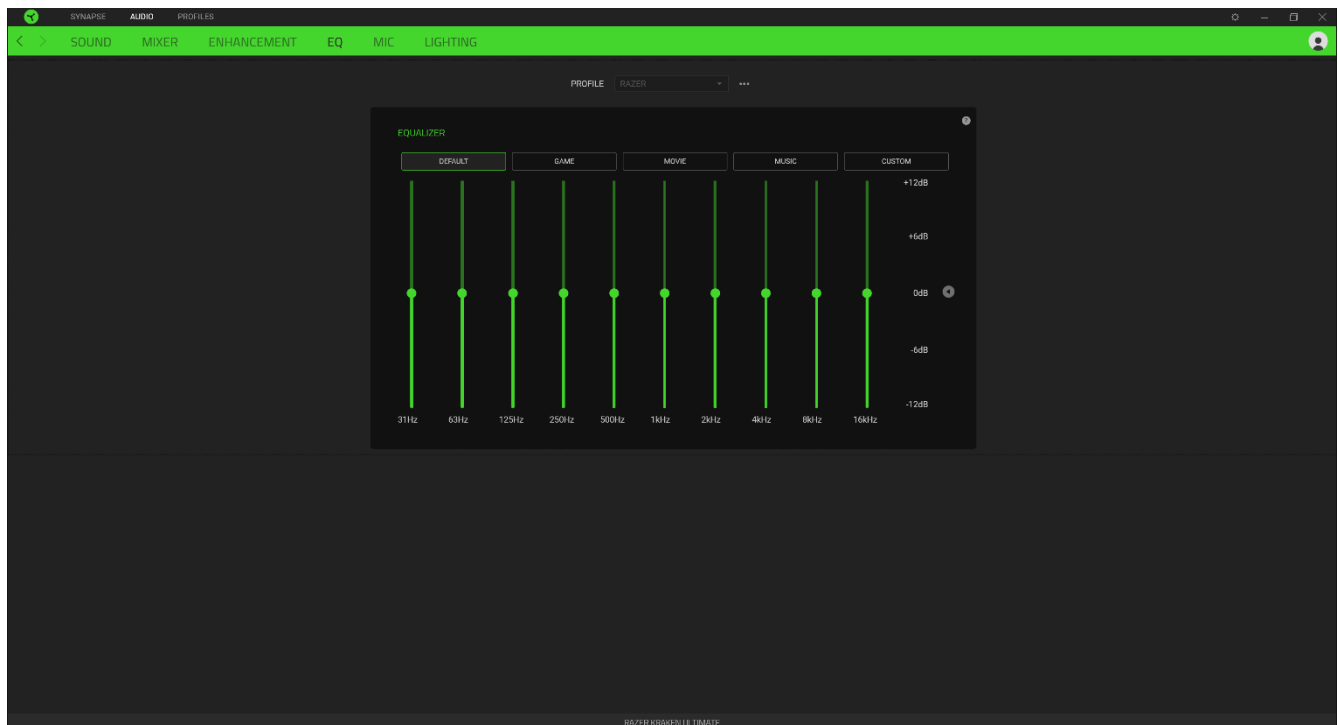 SYNAPSE AUDIO PROFILES
SOUND MIXER ENHANCEMENT EQ MIC LIGHTING
PROFILE RAZER
EQUALIZER
DEFAULT GAME MOVIE MUSIC CUSTOM
+12dB
+6dB
0dB
-6dB
-12dB
31Hz 63Hz 125Hz 250Hz 500Hz 1kHz 2kHz 4kHz 8kHz 16kHz
RAZER KRAKEN ULTIMATE